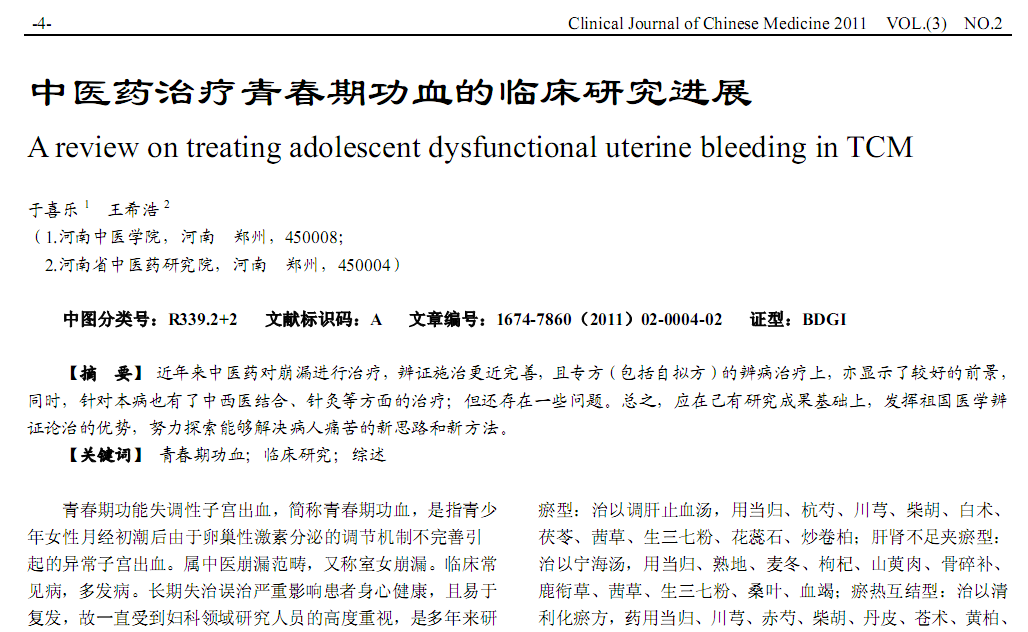 -4-
Clinical Journal of Chinese Medicine 2011 VOL.(3) NO.2
中医药治疗青春期功血的临床研究进展
A review on treating adolescent dysfunctional uterine bleeding in TCM
于喜乐1 王希浩2
（1.河南中医学院，河南 郑州，450008；
2.河南省中医药研究院，河南 郑州，450004）
中图分类号：R339.2+2 文献标识码：A 文章编号：1674-7860（2011）02-0004-02 证型：BDGI
【摘 要】 近年来中医药对崩漏进行治疗，辨证施治更近完善，且专方（包括自拟方）的辨病治疗上，亦显示了较好的前景，
同时，针对本病也有了中西医结合、针灸等方面的治疗；但还存在一些问题。总之，应在己有研究成果基础上，发挥祖国医学辨
证论治的优势，努力探索能够解决病人痛苦的新思路和新方法。
【关键词】 青春期功血；临床研究；综述
青春期功能失调性子宫出血，简称青春期功血，是指青少
年女性月经初潮后由于卵巢性激素分泌的调节机制不完善引
起的异常子宫出血。属中医崩漏范畴，又称室女崩漏。临床常
见病，多发病。长期失治误治严重影响患者身心健康，且易于
复发，故一直受到妇科领域研究人员的高度重视，是多年来研
瘀型：治以调肝止血汤，用当归、杭芍、川芎、柴胡、白术、
茯苓、茜草、生三七粉、花蕊石、炒卷柏；肝肾不足夹瘀型：
治以宁海汤，用当归、熟地、麦冬、枸杞、山萸肉、骨碎补、
鹿衔草、茜草、生三七粉、桑叶、血竭；瘀热互结型：治以清
利化瘀方，药用当归、川芎、赤芍、柴胡、丹皮、苍术、黄柏、